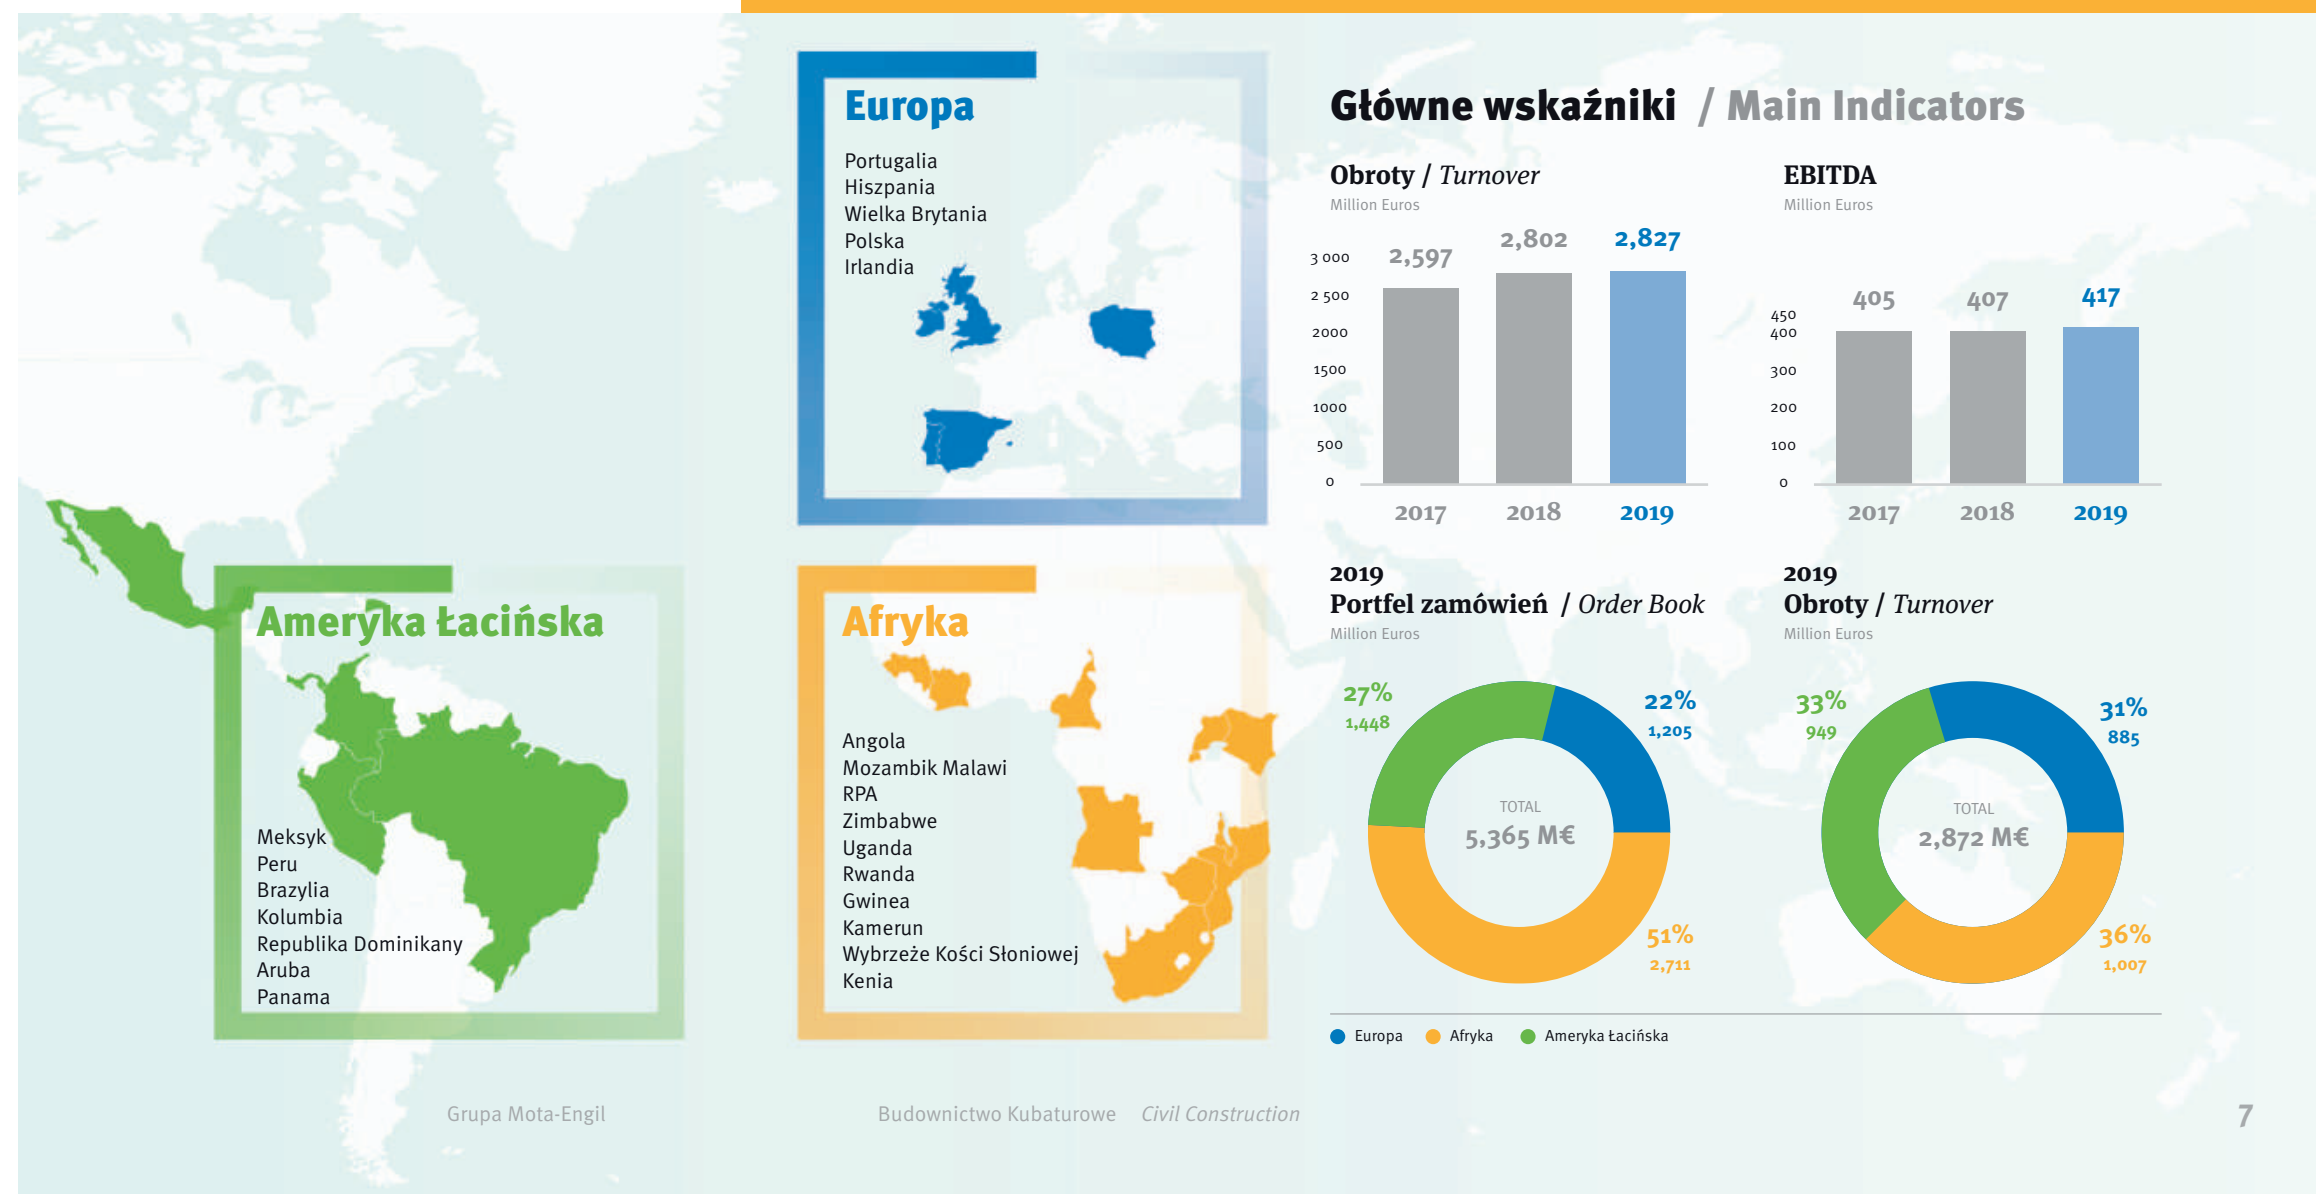 Europa
Portugalia
Hiszpania
Wielka Brytania
Polska
Irlandia
Ameryka Łacińska
Meksyk
Peru
Brazylia
Kolumbia
Republika Dominikany
Aruba
Panama
Afryka
Angola
Mozambik Malawi
RPA
Zimbabwe
Uganda
Rwanda
Gwinea
Kamerun
Wybrzeże Kości Słoniowej
Kenia
Główne wskaźniki / Main Indicators
Obroty / Turnover
Million Euros
3 000
2 500
2000
1500
1000
500
0
2,597
2,802
2,827
2017
2018
2019
EBITDA
Million Euros
450
400
300
200
100
0
405
407
417
2017
2018
2019
2019
Portfel zamówień / Order Book
Million Euros
27%
1,448
22%
1,205
TOTAL
5,365 M€
51%
2,711
2019
Obroty / Turnover
Million Euros
33%
949
31%
885
TOTAL
2,872 M€
36%
1,007
Europa
Afryka
Ameryka Łacińska
Grupa Mota-Engil
Budownictwo Kubaturowe Civil Construction
7